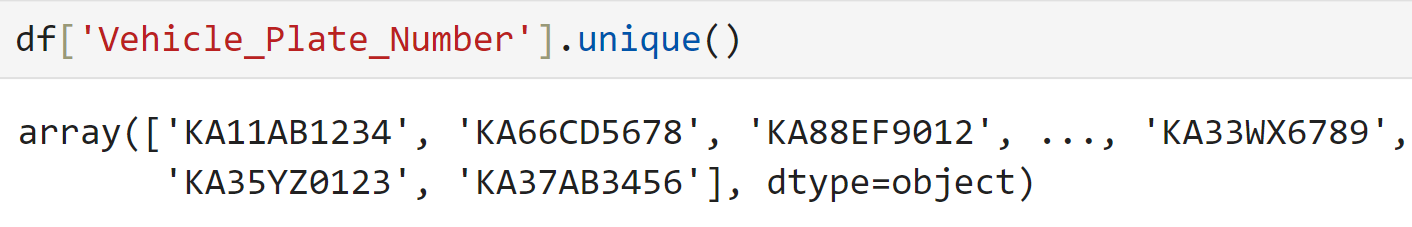 df['Vehicle_Plate_Number'].unique()
array(['KA11AB1234', 'KA66CD5678', 'KA88EF9012', ..., 'KA33WX6789',
'KA35YZ0123', 'KA37AB3456'], dtype=object)